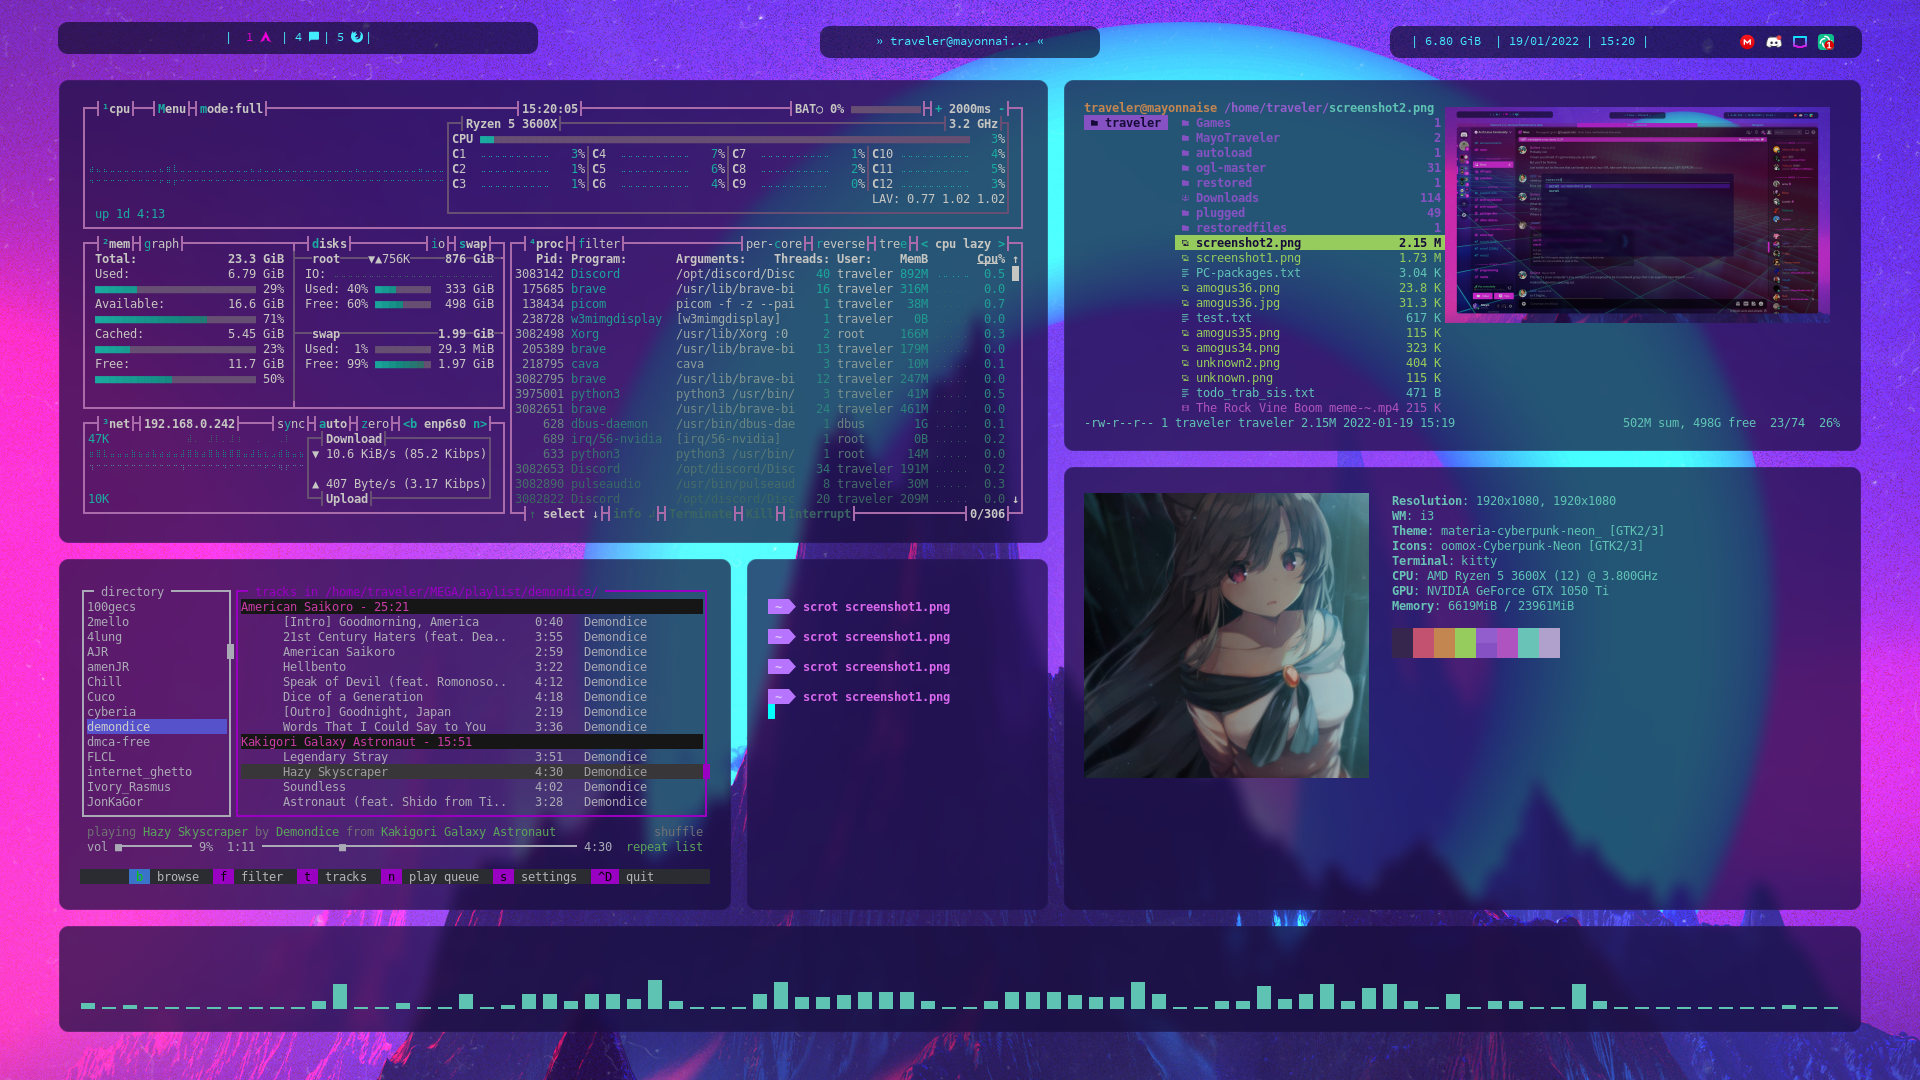 | 1 | 4 | 5 |
» traveler@mayonnai... «
| 6.80 GiB | 19/01/2022 | 15:20 |
¹cpu Menu mode:full 15:20:05 BAT○ 0% + 2000ms -
Ryzen 5 3600X 3.2 GHz
CPU 3%
C1 3% C4 7% C7 1% C10 4%
C2 1% C5 6% C8 2% C11 5%
C3 1% C6 4% C9 0% C12 3%
LAV: 0.77 1.02 1.02
up 1d 4:13
²mem graph disks io swap
Total: 23.3 GiB
Used: 6.79 GiB
29%
Available: 16.6 GiB
71%
Cached: 5.45 GiB
23%
Free: 11.7 GiB
50%
root ▼▲756K 876 GiB
IO:
Used: 40% 333 GiB
Free: 60% 498 GiB
swap 1.99 GiB
Used: 1% 29.3 MiB
Free: 99% 1.97 GiB
³net 192.168.0.242 sync auto zero <b enp6s0 n>
47K
10K
Download
▼ 10.6 KiB/s (85.2 Kibps)
▲ 407 Byte/s (3.17 Kibps)
Upload
⁴proc filter per-core reverse tree < cpu lazy >
Pid: Program: Arguments: Threads: User: MemB Cpu% ↑
3083142 Discord /opt/discord/Disc 40 traveler 892M 0.5
175685 brave /usr/lib/brave-bi 16 traveler 316M 0.0
138434 picom picom -f -z --pai 1 traveler 38M 0.7
238728 w3mimgdisplay [w3mimgdisplay] 1 traveler 0B 0.0
3082498 Xorg /usr/lib/Xorg :0 2 root 166M 0.3
205389 brave /usr/lib/brave-bi 13 traveler 179M 0.0
218795 cava cava 3 traveler 10M 0.1
3082795 brave /usr/lib/brave-bi 12 traveler 247M 0.0
3975001 python3 python3 /usr/bin/ 3 traveler 41M 0.5
3082651 brave /usr/lib/brave-bi 24 traveler 461M 0.0
628 dbus-daemon /usr/bin/dbus-dae 1 dbus 1G 0.1
689 irq/56-nvidia [irq/56-nvidia] 1 root 0B 0.2
633 python3 python3 /usr/bin/ 1 root 14M 0.0
3082653 Discord /opt/discord/Disc 34 traveler 191M 0.2
3082890 pulseaudio /usr/bin/pulseaud 8 traveler 30M 0.3
3082822 Discord /opt/discord/Disc 20 traveler 209M 0.0 ↓
↑ select ↓ info ↲ Terminate Kill Interrupt 0/306
traveler@mayonnaise /home/traveler/screenshot2.png
traveler
Games 1
MayoTraveler 2
autoload 1
ogl-master 31
restored 1
Downloads 114
plugged 49
restoredfiles 1
screenshot2.png 2.15 M
screenshot1.png 1.73 M
PC-packages.txt 3.04 K
amogus36.png 23.8 K
amogus36.jpg 31.3 K
test.txt 617 K
amogus35.png 115 K
amogus34.png 323 K
unknown2.png 404 K
unknown.png 115 K
todo_trab_sis.txt 471 B
The Rock Vine Boom meme-~.mp4 215 K
-rw-r--r-- 1 traveler traveler 2.15M 2022-01-19 15:19 502M sum, 498G free 23/74 26%
directory
100gecs
2mello
4lung
AJR
amenJR
Chill
Cuco
cyberia
demondice
dmca-free
FLCL
internet_ghetto
Ivory_Rasmus
JonKaGor
tracks in /home/traveler/MEGA/playlist/demondice/
American Saikoro - 25:21
[Intro] Goodmorning, America 0:40 Demondice
21st Century Haters (feat. Dea.. 3:55 Demondice
American Saikoro 2:59 Demondice
Hellbento 3:22 Demondice
Speak of Devil (feat. Romonoso.. 4:12 Demondice
Dice of a Generation 4:18 Demondice
[Outro] Goodnight, Japan 2:19 Demondice
Words That I Could Say to You 3:36 Demondice
Kakigori Galaxy Astronaut - 15:51
Legendary Stray 3:51 Demondice
Hazy Skyscraper 4:30 Demondice
Soundless 4:02 Demondice
Astronaut (feat. Shido from Ti.. 3:28 Demondice
playing Hazy Skyscraper by Demondice from Kakigori Galaxy Astronaut shuffle
vol 9% 1:11 4:30 repeat list
browse f filter t tracks n play queue s settings ^D quit
~ scrot screenshot1.png
~ scrot screenshot1.png
~ scrot screenshot1.png
~ scrot screenshot1.png
Resolution: 1920x1080, 1920x1080
WM: i3
Theme: materia-cyberpunk-neon_ [GTK2/3]
Icons: oomox-Cyberpunk-Neon [GTK2/3]
Terminal: kitty
CPU: AMD Ryzen 5 3600X (12) @ 3.800GHz
GPU: NVIDIA GeForce GTX 1050 Ti
Memory: 6619MiB / 23961MiB